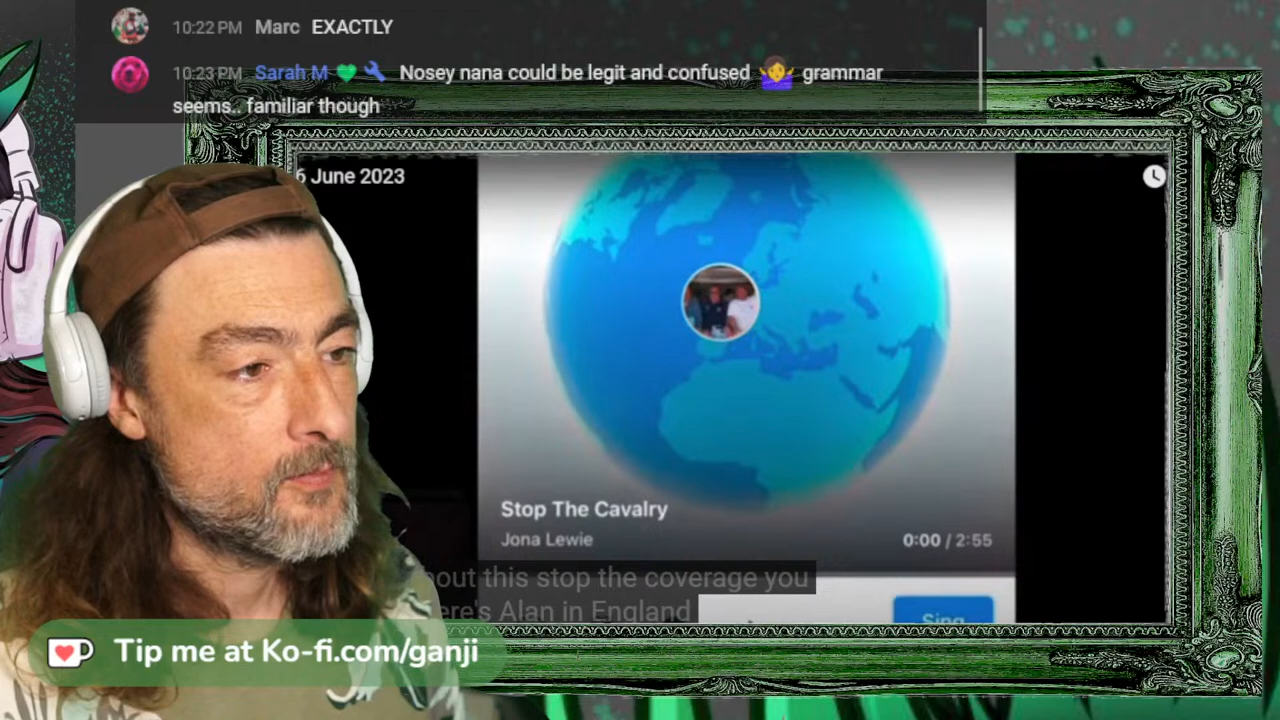 10:22 PM Marc EXACTLY
10:23 PM Sarah M 💚 🔧 Nosey nana could be legit and confused 🤷‍♀️ grammar
seems.. familiar though
6 June 2023
Stop The Cavalry
Jona Lewie
0:00 / 2:55
bout this stop the coverage you
ere's Alan in England
Sing
Tip me at Ko-fi.com/ganji